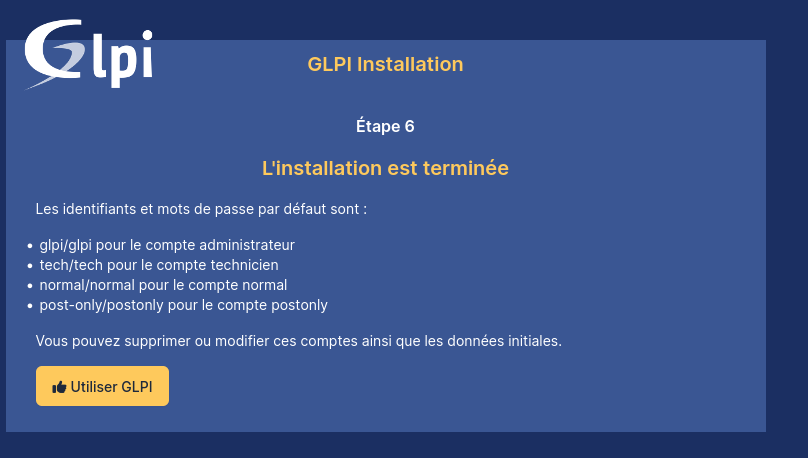 Glpi
GLPI Installation
Étape 6
L'installation est terminée
Les identifiants et mots de passe par défaut sont :
• glpi/glpi pour le compte administrateur
• tech/tech pour le compte technicien
• normal/normal pour le compte normal
• post-only/postonly pour le compte postonly
Vous pouvez supprimer ou modifier ces comptes ainsi que les données initiales.
Utiliser GLPI